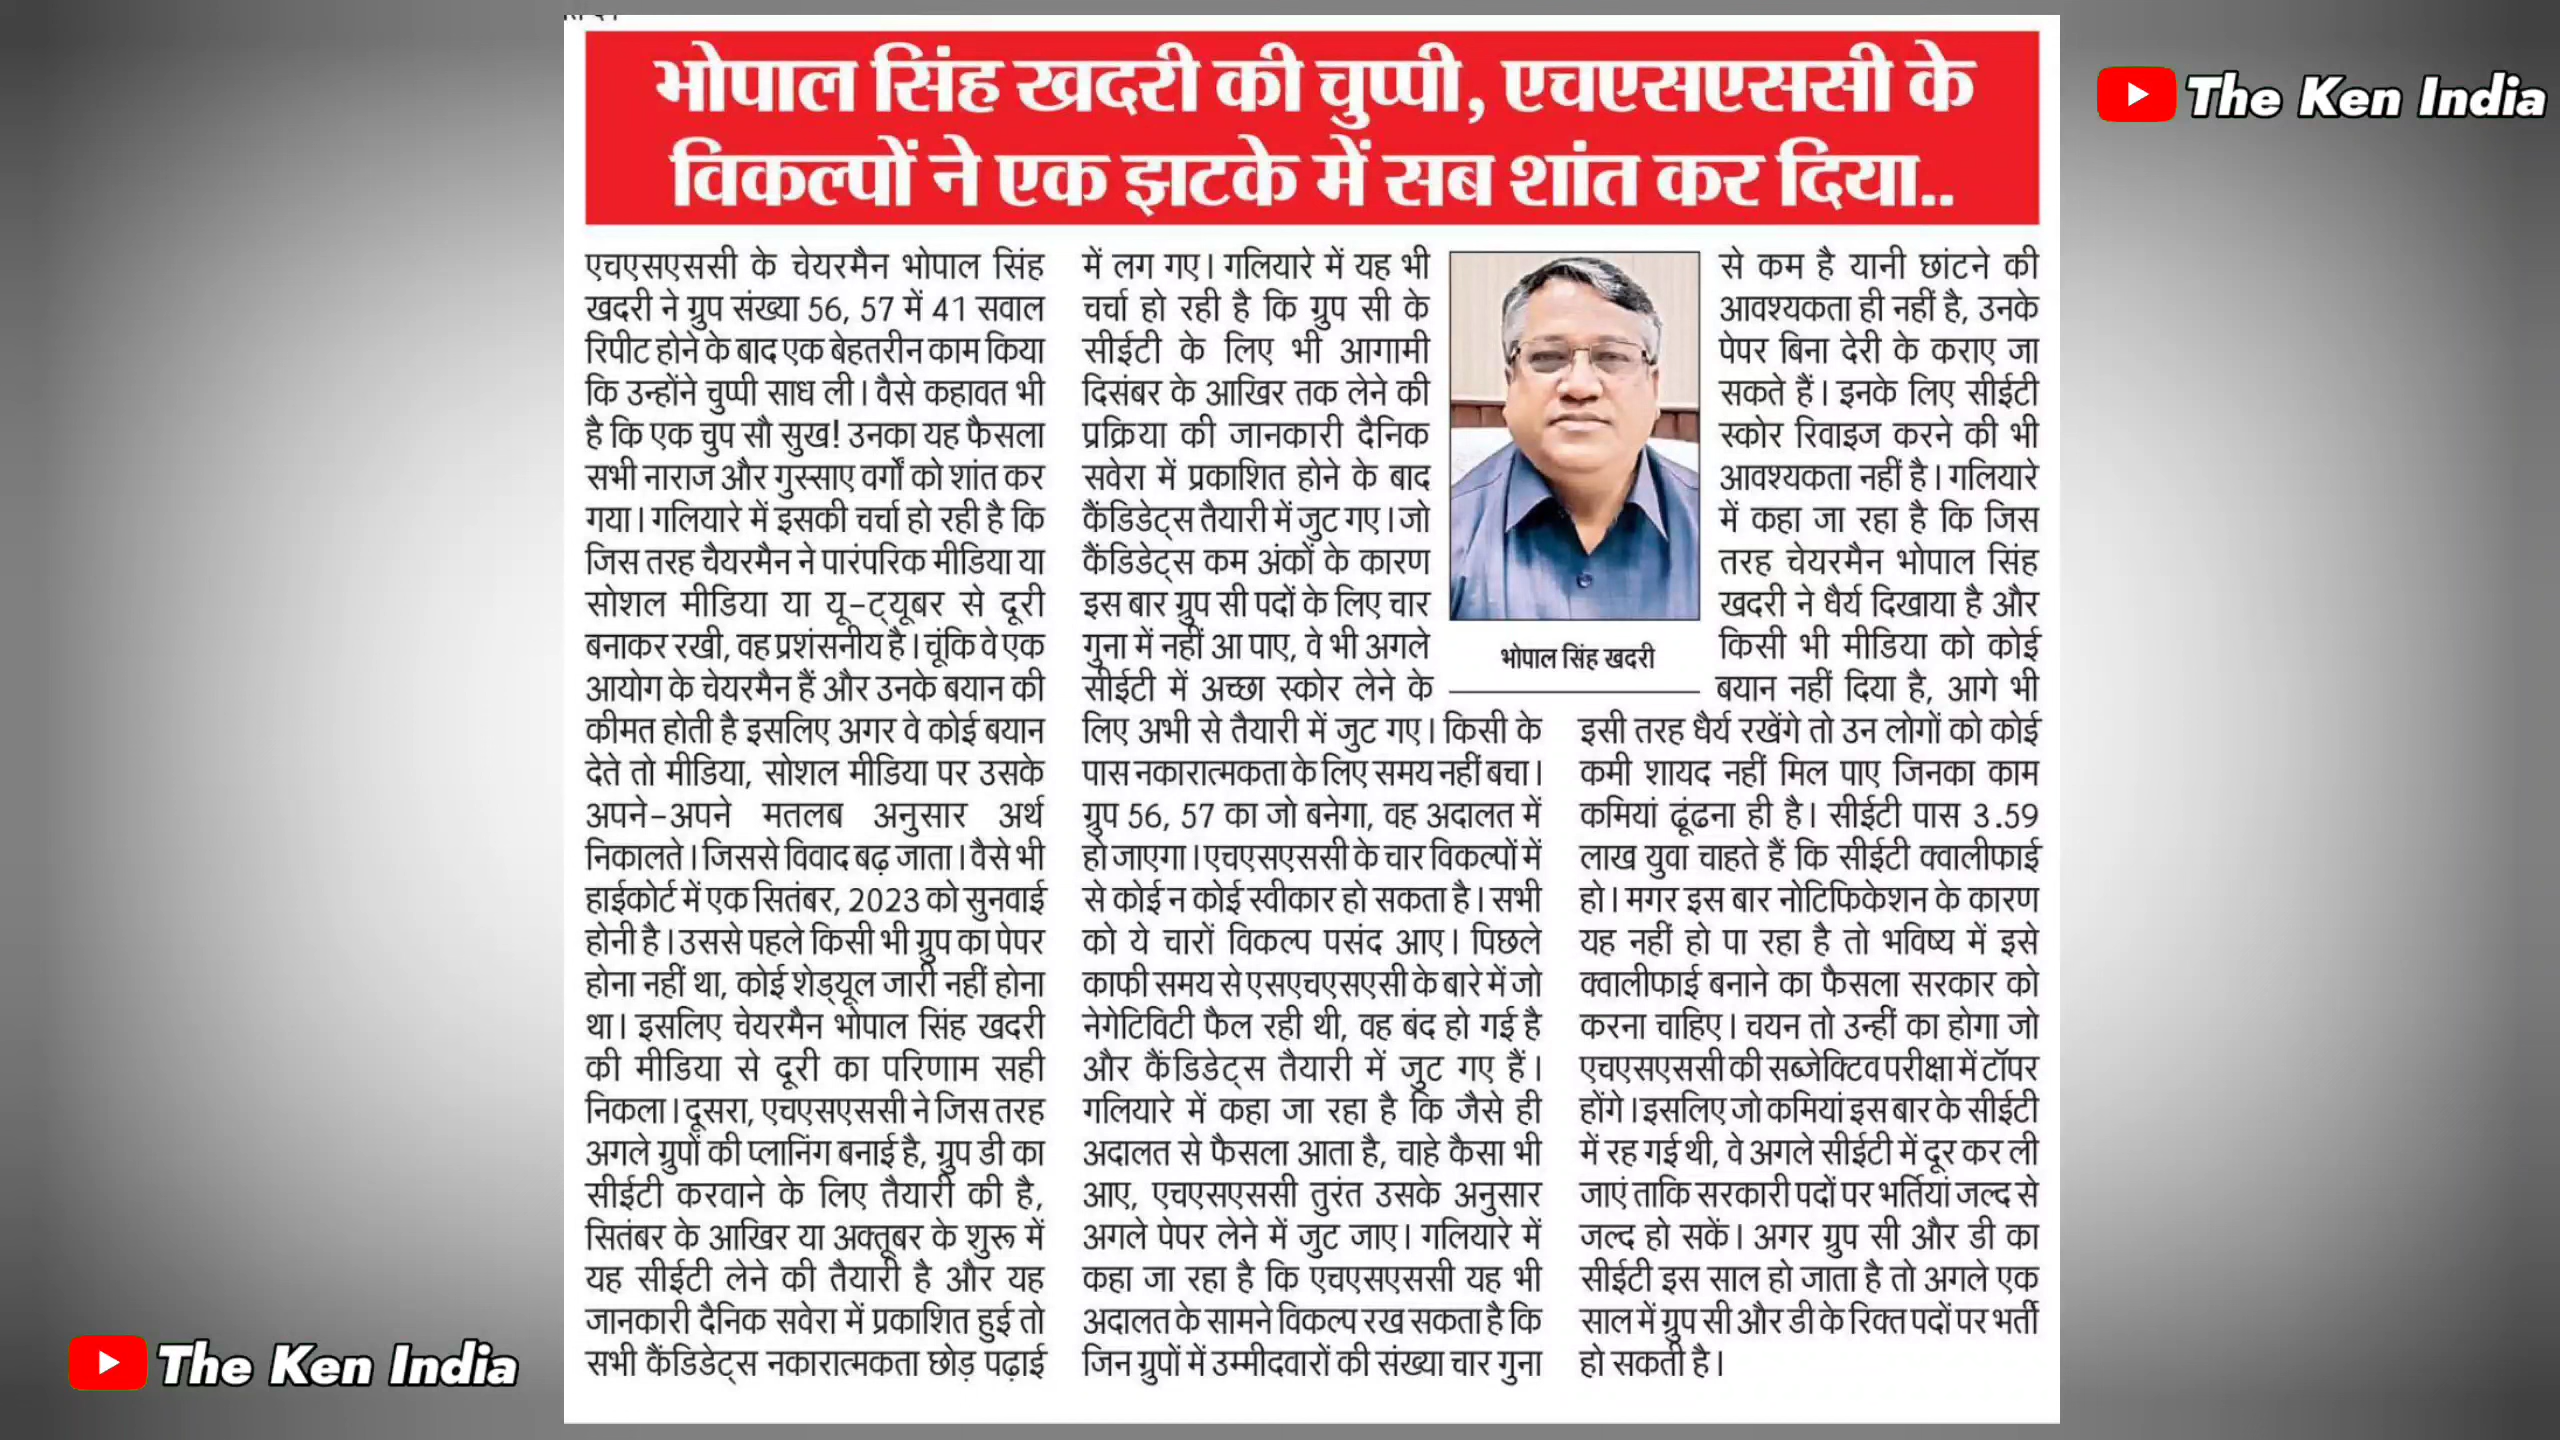 भोपाल सिंह खदरी की चुप्पी, एचएसएससी के
विकल्पों ने एक झटके में सब शांत कर दिया..
The Ken India
एचएसएससी के चेयरमैन भोपाल सिंह
खदरी ने ग्रुप संख्या 56, 57 में 41 सवाल
रिपीट होने के बाद एक बेहतरीन काम किया
कि उन्होंने चुप्पी साध ली। वैसे कहावत भी
है कि एक चुप सौ सुख! उनका यह फैसला
सभी नाराज और गुस्साए वर्गों को शांत कर
गया। गलियारे में इसकी चर्चा हो रही है कि
जिस तरह चैयरमैन ने पारंपरिक मीडिया या
सोशल मीडिया या यू-ट्यूबर से दूरी
बनाकर रखी, वह प्रशंसनीय है। चूंकि वे एक
आयोग के चेयरमैन हैं और उनके बयान की
कीमत होती है इसलिए अगर वे कोई बयान
देते तो मीडिया, सोशल मीडिया पर उसके
अपने-अपने मतलब अनुसार अर्थ
निकालते। जिससे विवाद बढ़ जाता। वैसे भी
हाईकोर्ट में एक सितंबर, 2023 को सुनवाई
होनी है। उससे पहले किसी भी ग्रुप का पेपर
होना नहीं था, कोई शेड्यूल जारी नहीं होना
था। इसलिए चेयरमैन भोपाल सिंह खदरी
की मीडिया से दूरी का परिणाम सही
निकला। दूसरा, एचएसएससी ने जिस तरह
अगले ग्रुपों की प्लानिंग बनाई है, ग्रुप डी का
सीईटी करवाने के लिए तैयारी की है,
सितंबर के आखिर या अक्तूबर के शुरू में
यह सीईटी लेने की तैयारी है और यह
जानकारी दैनिक सवेरा में प्रकाशित हुई तो
सभी कैंडिडेट्स नकारात्मकता छोड़ पढ़ाई
में लग गए। गलियारे में यह भी
चर्चा हो रही है कि ग्रुप सी के
सीईटी के लिए भी आगामी
दिसंबर के आखिर तक लेने की
प्रक्रिया की जानकारी दैनिक
सवेरा में प्रकाशित होने के बाद
कैंडिडेट्स तैयारी में जुट गए। जो
कैंडिडेट्स कम अंकों के कारण
इस बार ग्रुप सी पदों के लिए चार
गुना में नहीं आ पाए, वे भी अगले
सीईटी में अच्छा स्कोर लेने के
लिए अभी से तैयारी में जुट गए। किसी के
पास नकारात्मकता के लिए समय नहीं बचा।
ग्रुप 56, 57 का जो बनेगा, वह अदालत में
हो जाएगा। एचएसएससी के चार विकल्पों में
से कोई न कोई स्वीकार हो सकता है। सभी
को ये चारों विकल्प पसंद आए। पिछले
काफी समय से एसएचएसएसी के बारे में जो
नेगेटिविटी फैल रही थी, वह बंद हो गई है
और कैंडिडेट्स तैयारी में जुट गए हैं।
गलियारे में कहा जा रहा है कि जैसे ही
अदालत से फैसला आता है, चाहे कैसा भी
आए, एचएसएससी तुरंत उसके अनुसार
अगले पेपर लेने में जुट जाए। गलियारे में
कहा जा रहा है कि एचएसएससी यह भी
अदालत के सामने विकल्प रख सकता है कि
जिन ग्रुपों में उम्मीदवारों की संख्या चार गुना
भोपाल सिंह खदरी
से कम है यानी छांटने की
आवश्यकता ही नहीं है, उनके
पेपर बिना देरी के कराए जा
सकते हैं। इनके लिए सीईटी
स्कोर रिवाइज करने की भी
आवश्यकता नहीं है। गलियारे
में कहा जा रहा है कि जिस
तरह चेयरमैन भोपाल सिंह
खदरी ने धैर्य दिखाया है और
किसी भी मीडिया को कोई
बयान नहीं दिया है, आगे भी
इसी तरह धैर्य रखेंगे तो उन लोगों को कोई
कमी शायद नहीं मिल पाए जिनका काम
कमियां ढूंढना ही है। सीईटी पास 3.59
लाख युवा चाहते हैं कि सीईटी क्वालीफाई
हो। मगर इस बार नोटिफिकेशन के कारण
यह नहीं हो पा रहा है तो भविष्य में इसे
क्वालीफाई बनाने का फैसला सरकार को
करना चाहिए। चयन तो उन्हीं का होगा जो
एचएसएससी की सब्जेक्टिव परीक्षा में टॉपर
होंगे। इसलिए जो कमियां इस बार के सीईटी
में रह गई थी, वे अगले सीईटी में दूर कर ली
जाएं ताकि सरकारी पदों पर भर्तियां जल्द से
जल्द हो सकें। अगर ग्रुप सी और डी का
सीईटी इस साल हो जाता है तो अगले एक
साल में ग्रुप सी और डी के रिक्त पदों पर भर्ती
हो सकती है।
The Ken India